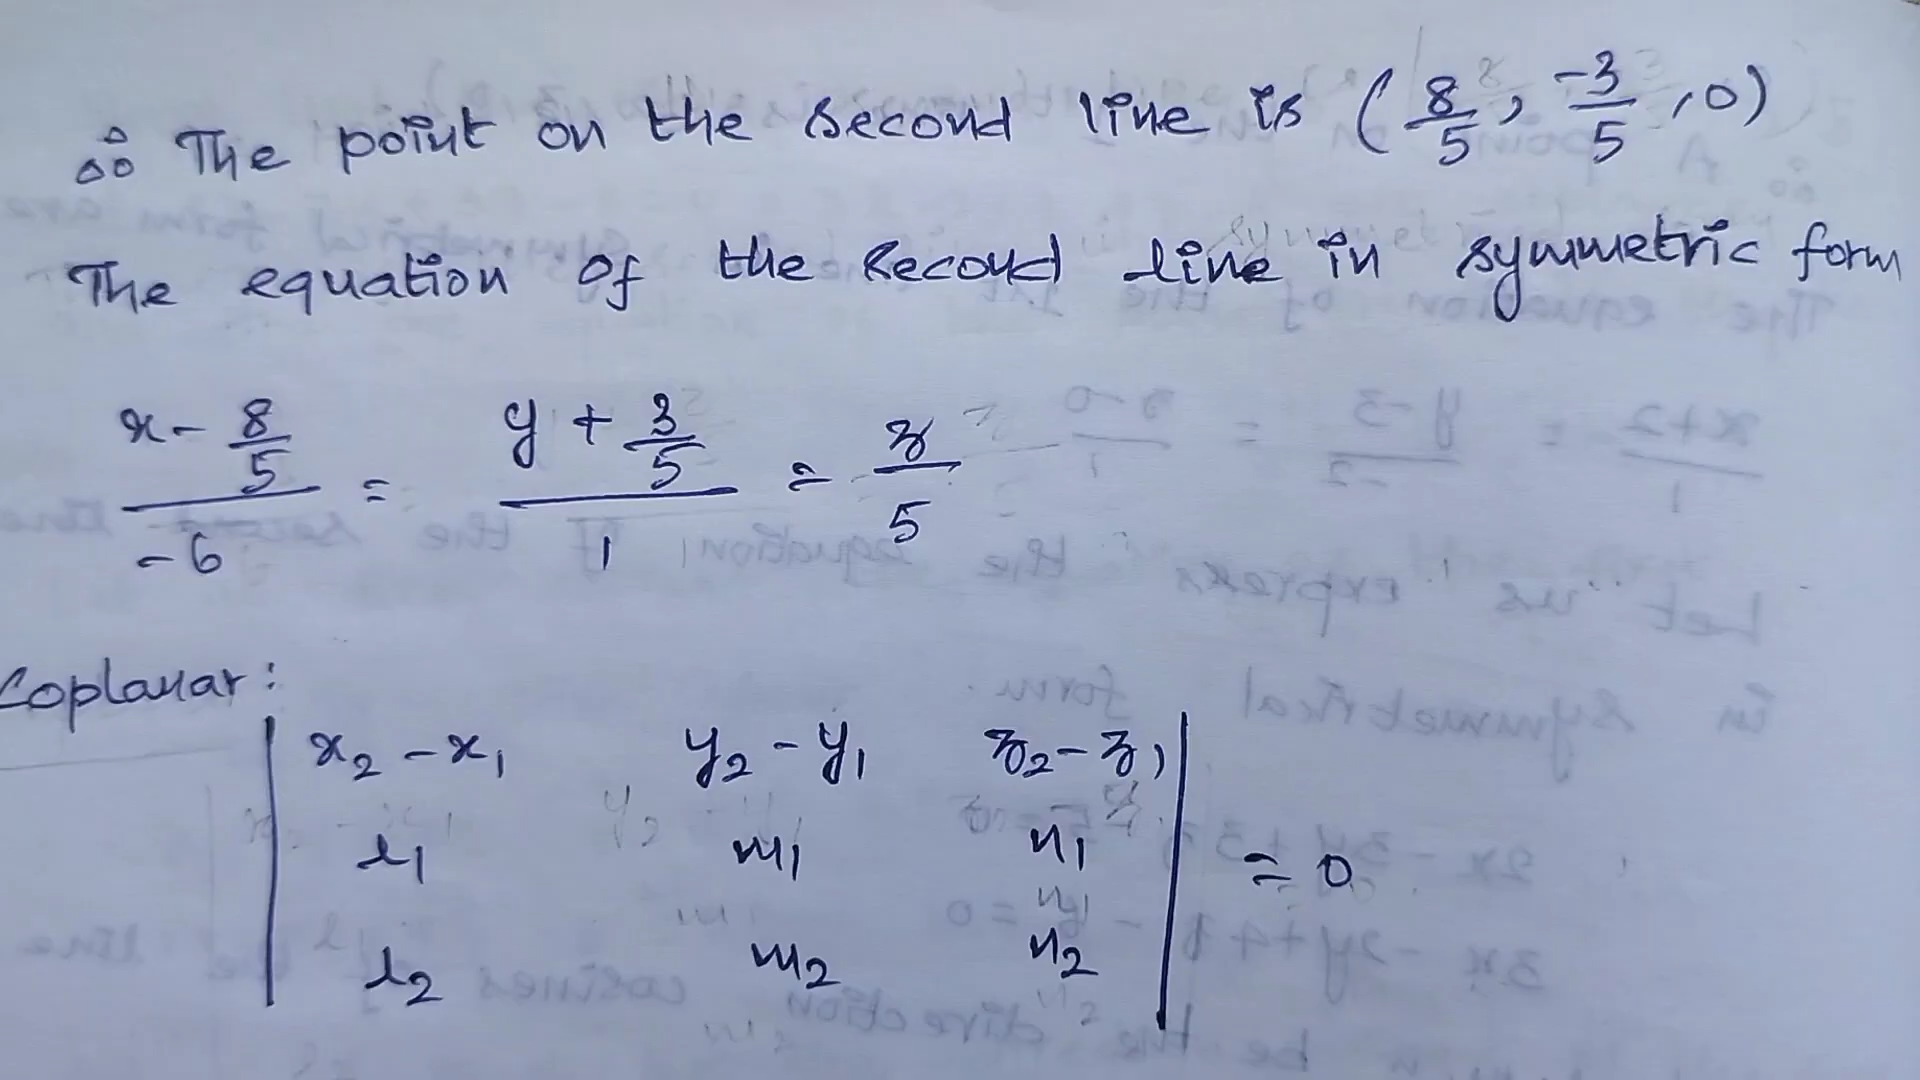 ∴ The point on the second line is (8/5, -3/5, 0)
The equation of the second line in symmetric form
(x - 8/5)/-6 = (y + 3/5)/1 = z/5
Coplanar:
| x₂ - x₁ y₂ - y₁ z₂ - z₁ |
| l₁ m₁ n₁ | = 0
| l₂ m₂ n₂ |